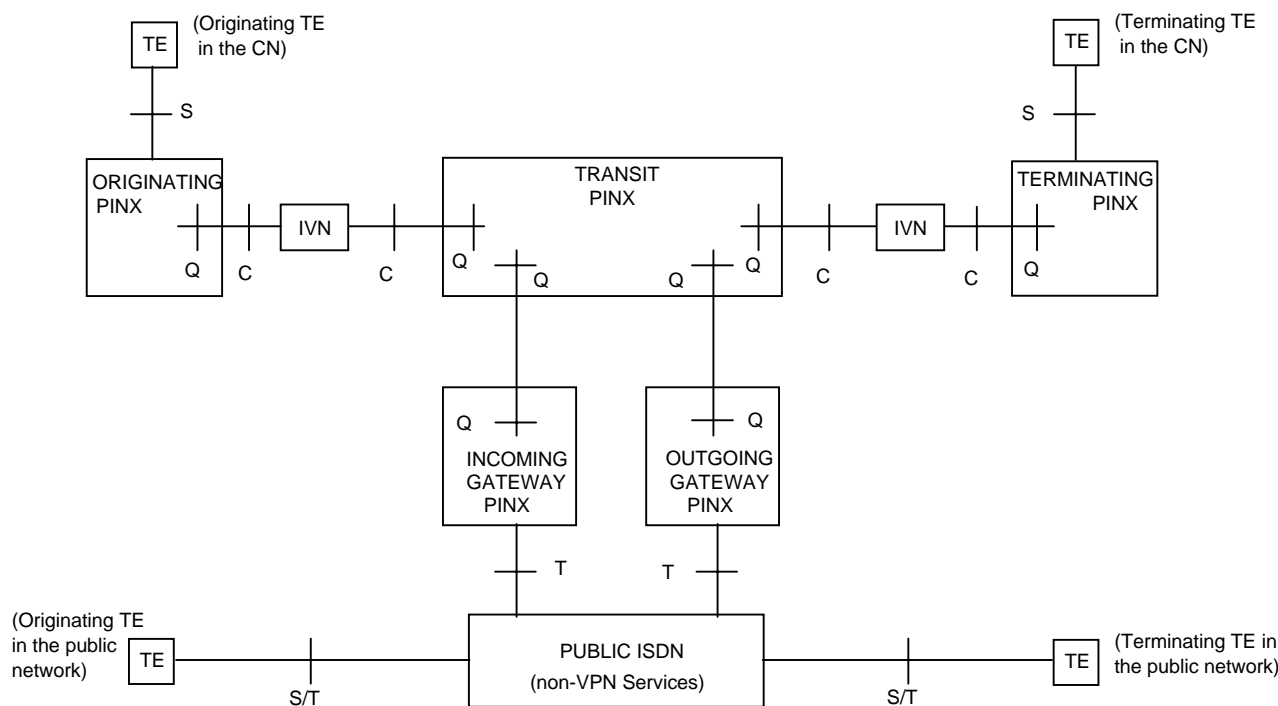 (Originating TE
in the CN)
TE
(Terminating TE
in the CN)
TE
S
S
ORIGINATING
PINX
TRANSIT
PINX
TERMINATING
PINX
IVN
IVN
Q
C
C
Q
Q
Q
Q
C
C
Q
Q
Q
INCOMING
GATEWAY
PINX
OUTGOING
GATEWAY
PINX
T
T
(Originating TE
in the public
network)
TE
PUBLIC ISDN
(non-VPN Services)
TE
(Terminating TE in
the public network)
S/T
S/T